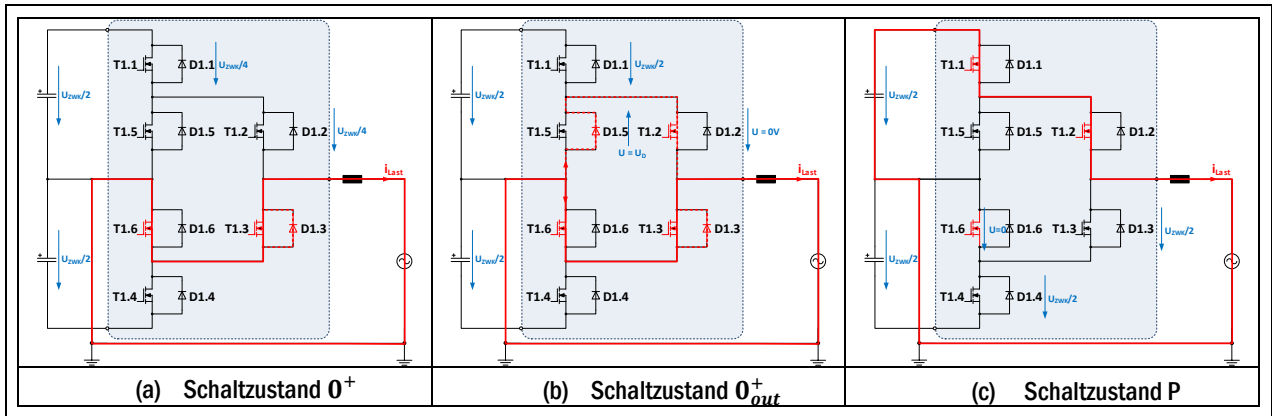 T1.1 D1.1 U_ZWK/4
U_ZWK/2
T1.5 D1.5 T1.2 D1.2 U_ZWK/4
i_Last
T1.6 D1.6 T1.3 D1.3
U_ZWK/2
T1.4 D1.4
(a) Schaltzustand 0⁺
T1.1 D1.1 U_ZWK/2
U_ZWK/2
T1.5 D1.5 T1.2 D1.2 U = 0V
U = U_D
i_Last
T1.6 D1.6 T1.3 D1.3
U_ZWK/2
T1.4 D1.4
(b) Schaltzustand 0⁺_out
T1.1 D1.1
U_ZWK/2
T1.5 D1.5 T1.2 D1.2
i_Last
T1.6 U=0 D1.6 T1.3 D1.3 U_ZWK/2
U_ZWK/2
T1.4 D1.4 U_ZWK/2
(c) Schaltzustand P